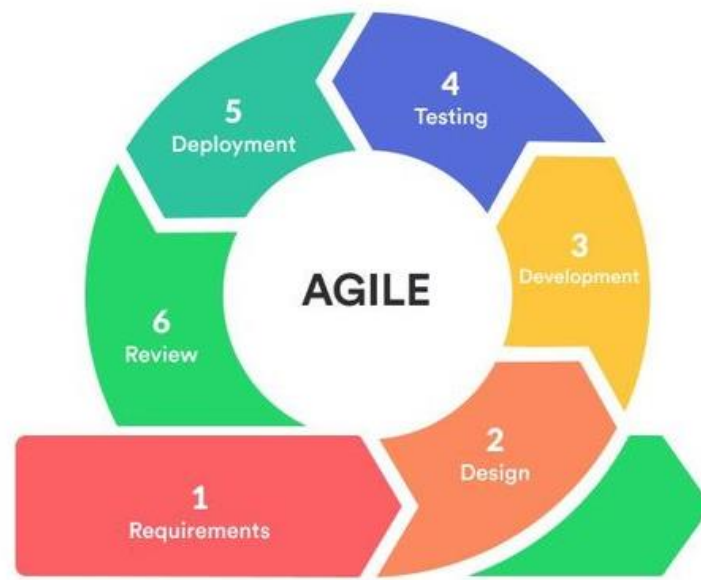 AGILE
1
Requirements
2
Design
3
Development
4
Testing
5
Deployment
6
Review